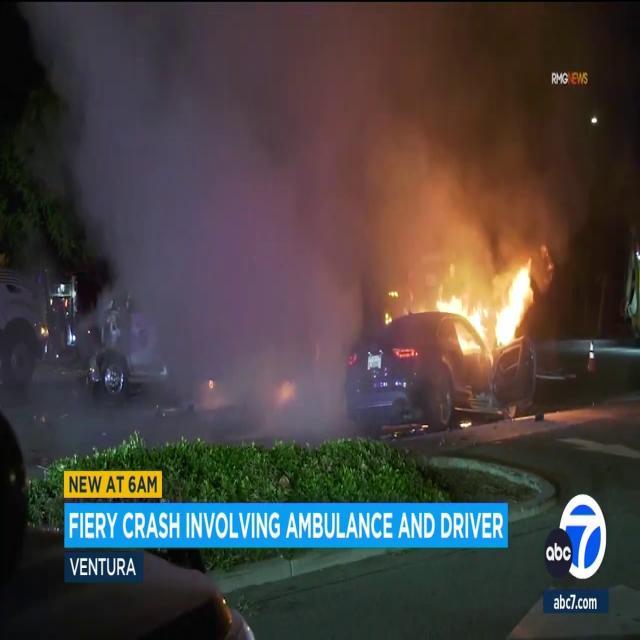 RMGNEWS
NEW AT 6AM
FIERY CRASH INVOLVING AMBULANCE AND DRIVER
VENTURA
abc 7
abc7.com